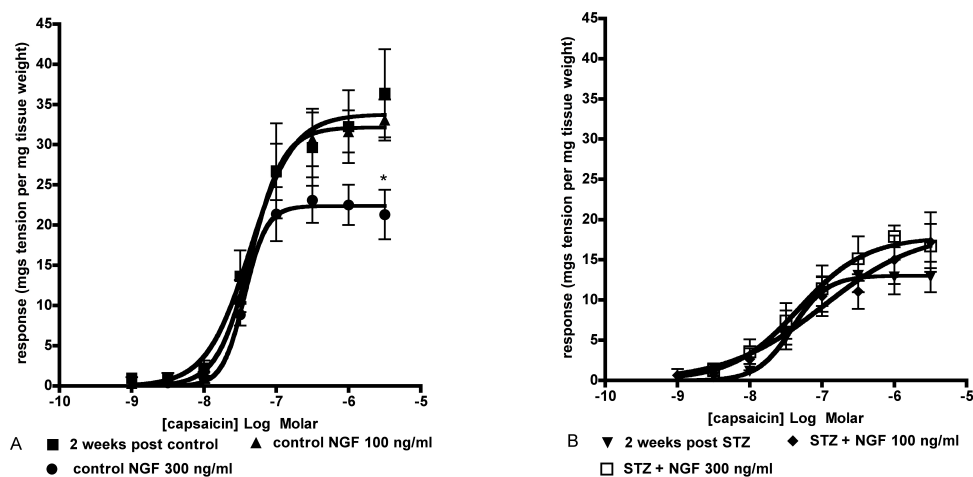 45
40
35
30
25
20
15
10
5
0
response (mgs tension per mg tissue weight)
*
-10 -9 -8 -7 -6 -5
[capsaicin] Log Molar
A
2 weeks post control
control NGF 100 ng/ml
control NGF 300 ng/ml
45
40
35
30
25
20
15
10
5
0
response (mgs tension per mg tissue weight)
-10 -9 -8 -7 -6 -5
[capsaicin] Log Molar
B
2 weeks post STZ
STZ + NGF 100 ng/ml
STZ + NGF 300 ng/ml